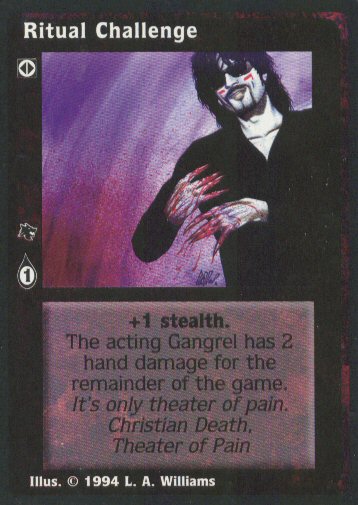 Ritual Challenge
1
+1 stealth.
The acting Gangrel has 2
hand damage for the
remainder of the game.
It's only theater of pain.
Christian Death,
Theater of Pain
Illus. © 1994 L. A. Williams